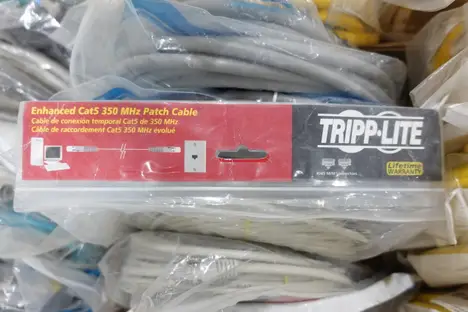 Enhanced Cat5 350 MHz Patch Cable
Cable de conexión temporal Cat5 de 350 MHz
Câble de raccordement Cat5 350 MHz évolué
TRIPP·LITE
Lifetime
WARRANTY